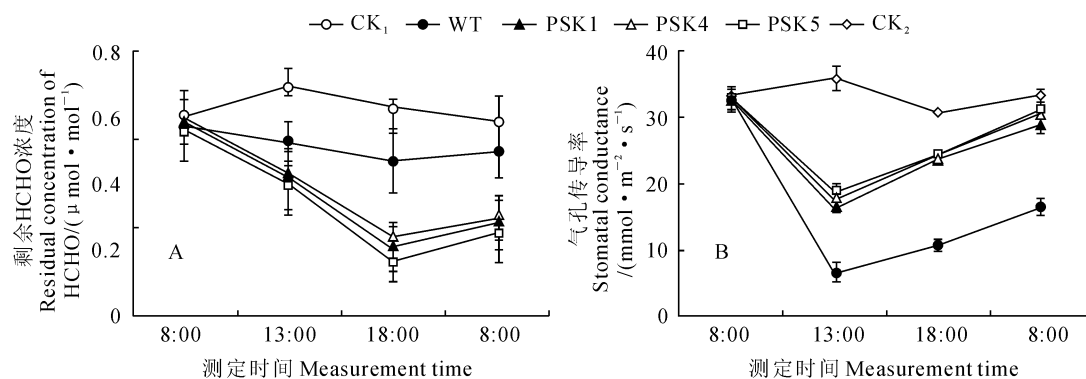 CK₁ WT PSK1 PSK4 PSK5 CK₂
剩余HCHO浓度
Residual concentration of
HCHO/(μmol·mol⁻¹)
0.8
0.6
0.4
0.2
0
A
8:00 13:00 18:00 8:00
测定时间 Measurement time
气孔传导率
Stomatal conductance
/(mmol·m⁻²·s⁻¹)
40
30
20
10
0
B
8:00 13:00 18:00 8:00
测定时间 Measurement time